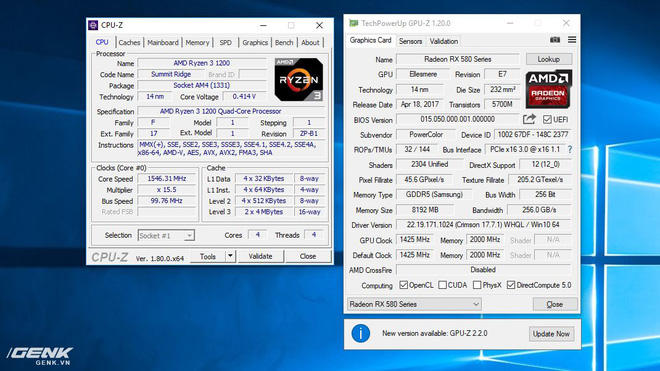 CPU-Z
CPU Caches Mainboard Memory SPD Graphics Bench About
Processor
Name AMD Ryzen 3 1200
Code Name Summit Ridge Brand ID
Package Socket AM4 (1331)
Technology 14 nm Core Voltage 0.414 V
AMD
RYZEN
3
Specification AMD Ryzen 3 1200 Quad-Core Processor
Family F Model 1 Stepping 1
Ext. Family 17 Ext. Model 1 Revision ZP-B1
Instructions MMX(+), SSE, SSE2, SSE3, SSSE3, SSE4.1, SSE4.2, SSE4A,
x86-64, AMD-V, AES, AVX, AVX2, FMA3, SHA
Clocks (Core #0)
Core Speed 1546.31 MHz
Multiplier x 15.5
Bus Speed 99.76 MHz
Rated FSB
Cache
L1 Data 4 x 32 KBytes 8-way
L1 Inst. 4 x 64 KBytes 4-way
Level 2 4 x 512 KBytes 8-way
Level 3 2 x 4 MBytes 16-way
Selection Socket #1 Cores 4 Threads 4
CPU-Z Ver. 1.80.0.x64 Tools Validate Close
TechPowerUp GPU-Z 1.20.0
Graphics Card Sensors Validation
Name Radeon RX 580 Series Lookup
GPU Ellesmere Revision E7
Technology 14 nm Die Size 232 mm²
Release Date Apr 18, 2017 Transistors 5700M
AMD
RADEON
GRAPHICS
BIOS Version 015.050.000.001.000000 UEFI
Subvendor PowerColor Device ID 1002 67DF - 148C 2377
ROPs/TMUs 32 / 144 Bus Interface PCIe x16 3.0 @ x16 1.1 ?
Shaders 2304 Unified DirectX Support 12 (12_0)
Pixel Fillrate 45.6 GPixel/s Texture Fillrate 205.2 GTexel/s
Memory Type GDDR5 (Samsung) Bus Width 256 Bit
Memory Size 8192 MB Bandwidth 256.0 GB/s
Driver Version 22.19.171.1024 (Crimson 17.7.1) WHQL / Win10 64
GPU Clock 1425 MHz Memory 2000 MHz Shader N/A
Default Clock 1425 MHz Memory 2000 MHz Shader N/A
AMD CrossFire Disabled
Computing OpenCL CUDA PhysX DirectCompute 5.0
Radeon RX 580 Series Close
New version available: GPU-Z 2.2.0 Update Now
GENK
GENK.VN